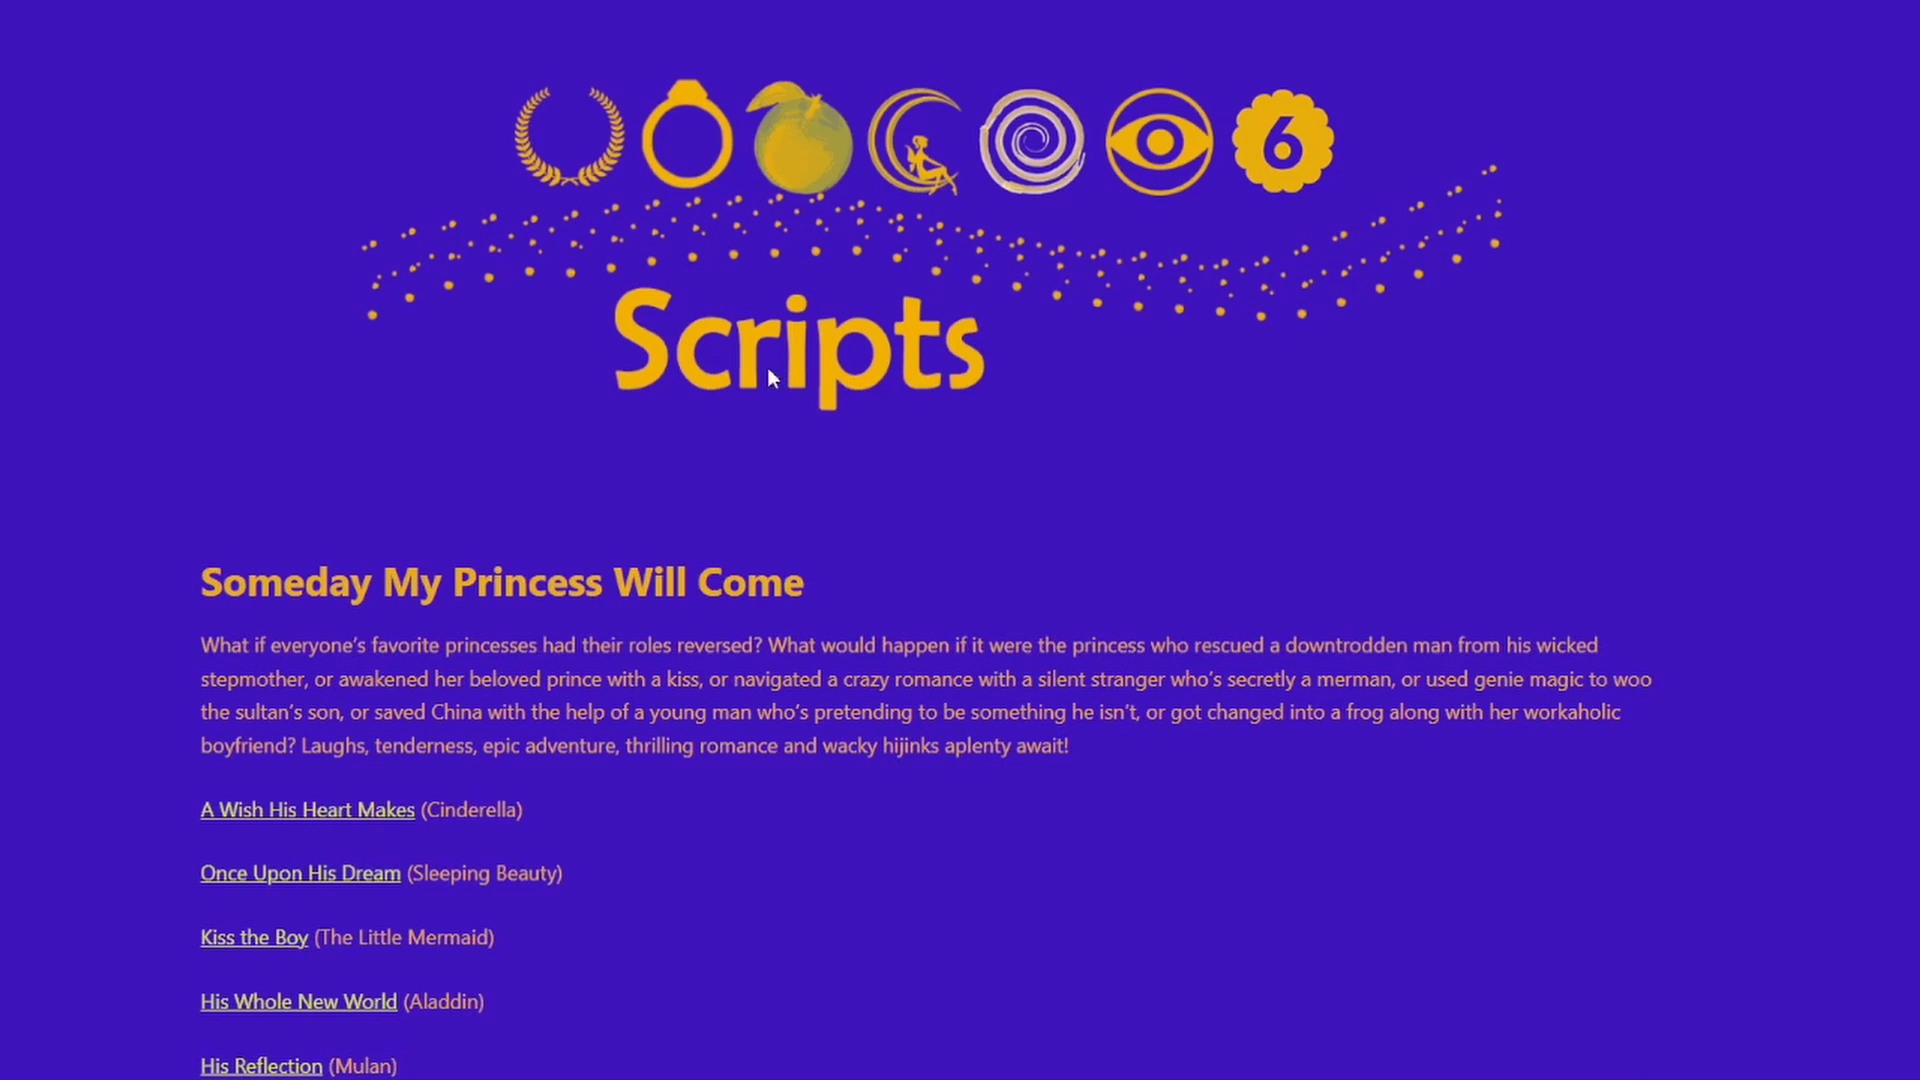 6
Scripts
Someday My Princess Will Come
What if everyone’s favorite princesses had their roles reversed? What would happen if it were the princess who rescued a downtrodden man from his wicked
stepmother, or awakened her beloved prince with a kiss, or navigated a crazy romance with a silent stranger who’s secretly a merman, or used genie magic to woo
the sultan’s son, or saved China with the help of a young man who’s pretending to be something he isn’t, or got changed into a frog along with her workaholic
boyfriend? Laughs, tenderness, epic adventure, thrilling romance and wacky hijinks aplenty await!
A Wish His Heart Makes (Cinderella)
Once Upon His Dream (Sleeping Beauty)
Kiss the Boy (The Little Mermaid)
His Whole New World (Aladdin)
His Reflection (Mulan)